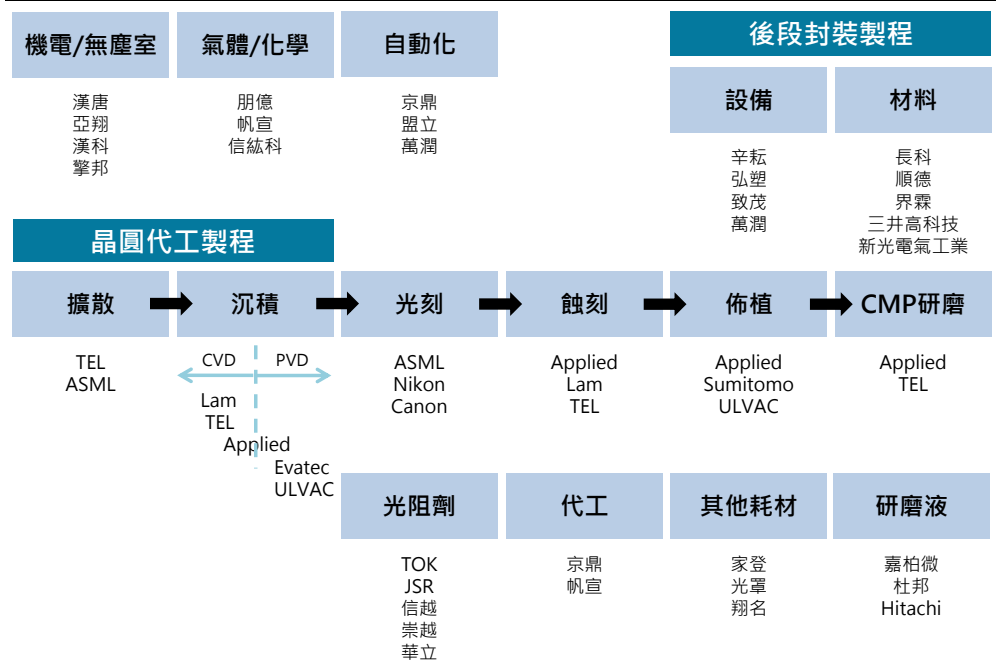 機電/無塵室
漢唐
亞翔
漢科
擎邦
氣體/化學
朋億
帆宣
信紘科
自動化
京鼎
盟立
萬潤
後段封裝製程
設備
辛耘
弘塑
致茂
萬潤
材料
長科
順德
界霖
三井高科技
新光電氣工業
晶圓代工製程
擴散
TEL
ASML
沉積
CVD
PVD
Lam
TEL
Applied
Evatec
ULVAC
光刻
ASML
Nikon
Canon
蝕刻
Applied
Lam
TEL
佈植
Applied
Sumitomo
ULVAC
CMP研磨
Applied
TEL
光阻劑
TOK
JSR
信越
崇越
華立
代工
京鼎
帆宣
其他耗材
家登
光罩
翔名
研磨液
嘉柏微
杜邦
Hitachi